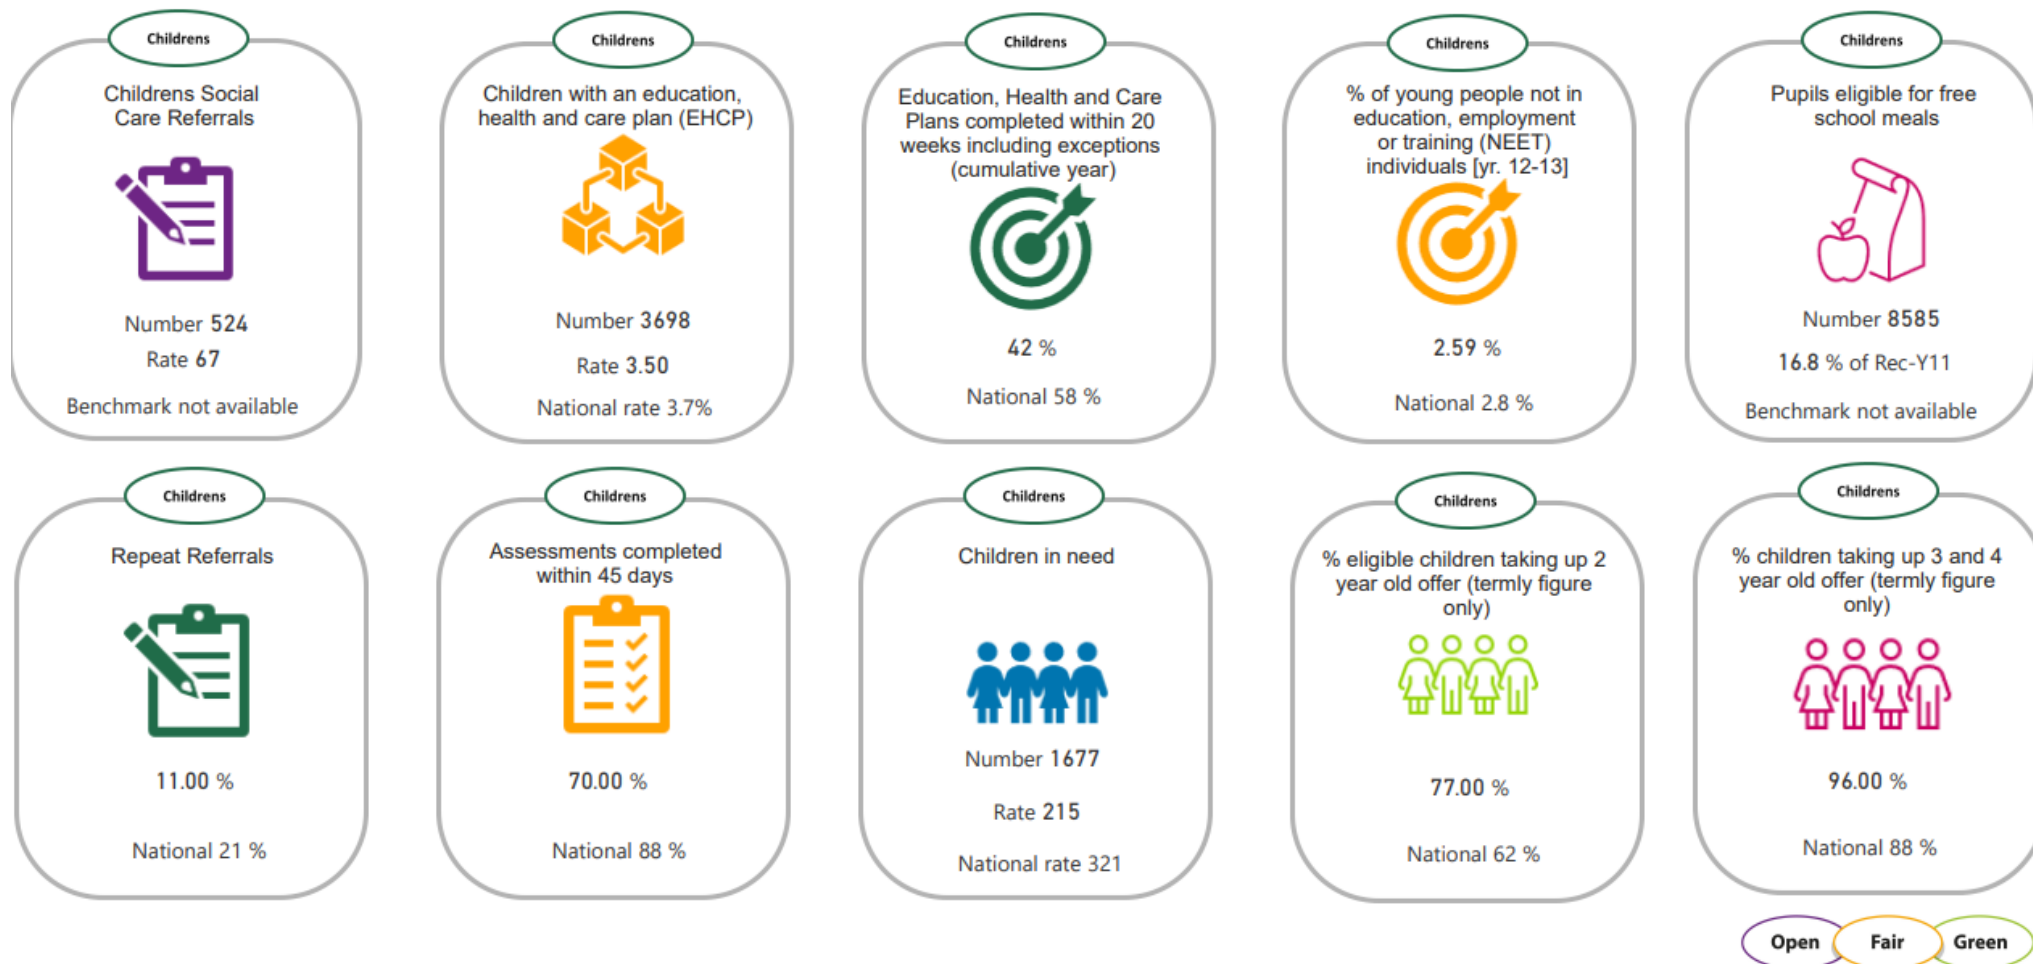 Childrens
Childrens Social
Care Referrals
Number 524
Rate 67
Benchmark not available
Childrens
Children with an education,
health and care plan (EHCP)
Number 3698
Rate 3.50
National rate 3.7%
Childrens
Education, Health and Care
Plans completed within 20
weeks including exceptions
(cumulative year)
42 %
National 58 %
Childrens
% of young people not in
education, employment
or training (NEET)
individuals [yr. 12-13]
2.59 %
National 2.8 %
Childrens
Pupils eligible for free
school meals
Number 8585
16.8 % of Rec-Y11
Benchmark not available
Childrens
Repeat Referrals
11.00 %
National 21 %
Childrens
Assessments completed
within 45 days
70.00 %
National 88 %
Childrens
Children in need
Number 1677
Rate 215
National rate 321
Childrens
% eligible children taking up 2
year old offer (termly figure
only)
77.00 %
National 62 %
Childrens
% children taking up 3 and 4
year old offer (termly figure
only)
96.00 %
National 88 %
Open Fair Green